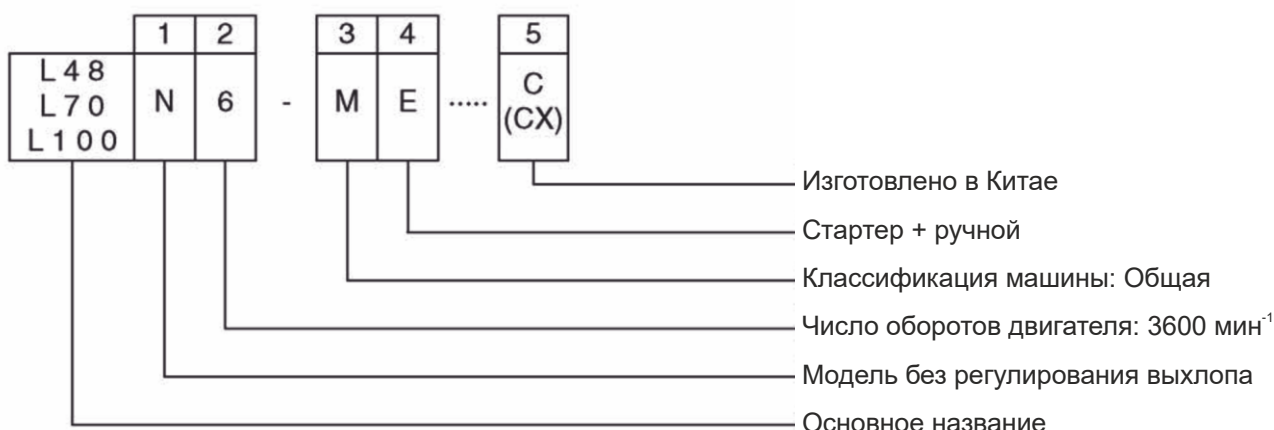 1 2 3 4 5
L48
L70
L100
N 6 - M E ..... C
(CX)
Изготовлено в Китае
Стартер + ручной
Классификация машины: Общая
Число оборотов двигателя: 3600 мин⁻¹
Модель без регулирования выхлопа
Основное название